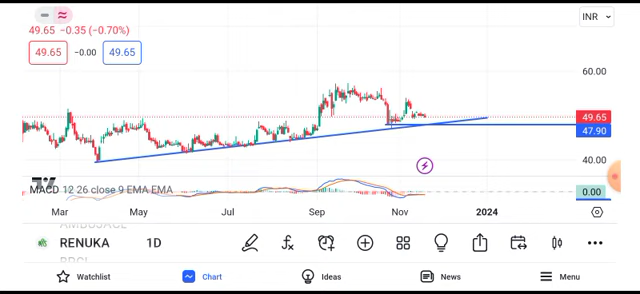 INR
49.65 −0.35 (−0.70%)
49.65 −0.00 49.65
60.00
49.65
47.90
40.00
MACD 12 26 close 9 EMA EMA
0.00
Mar May Jul Sep Nov 2024
RENUKA 1D
Watchlist Chart Ideas News Menu